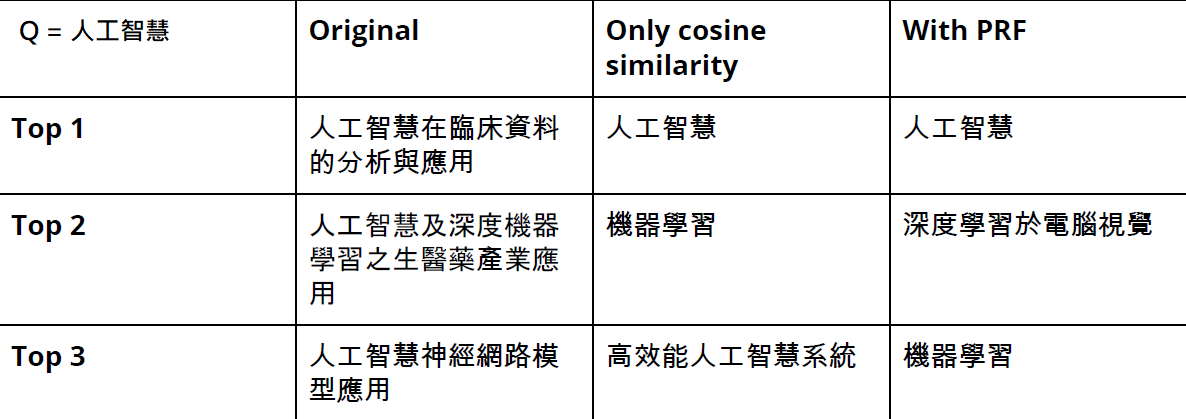 Q = 人工智慧
Original
Only cosine
similarity
With PRF
Top 1
人工智慧在臨床資料
的分析與應用
人工智慧
人工智慧
Top 2
人工智慧及深度機器
學習之生醫藥產業應
用
機器學習
深度學習於電腦視覺
Top 3
人工智慧神經網路模
型應用
高效能人工智慧系統
機器學習